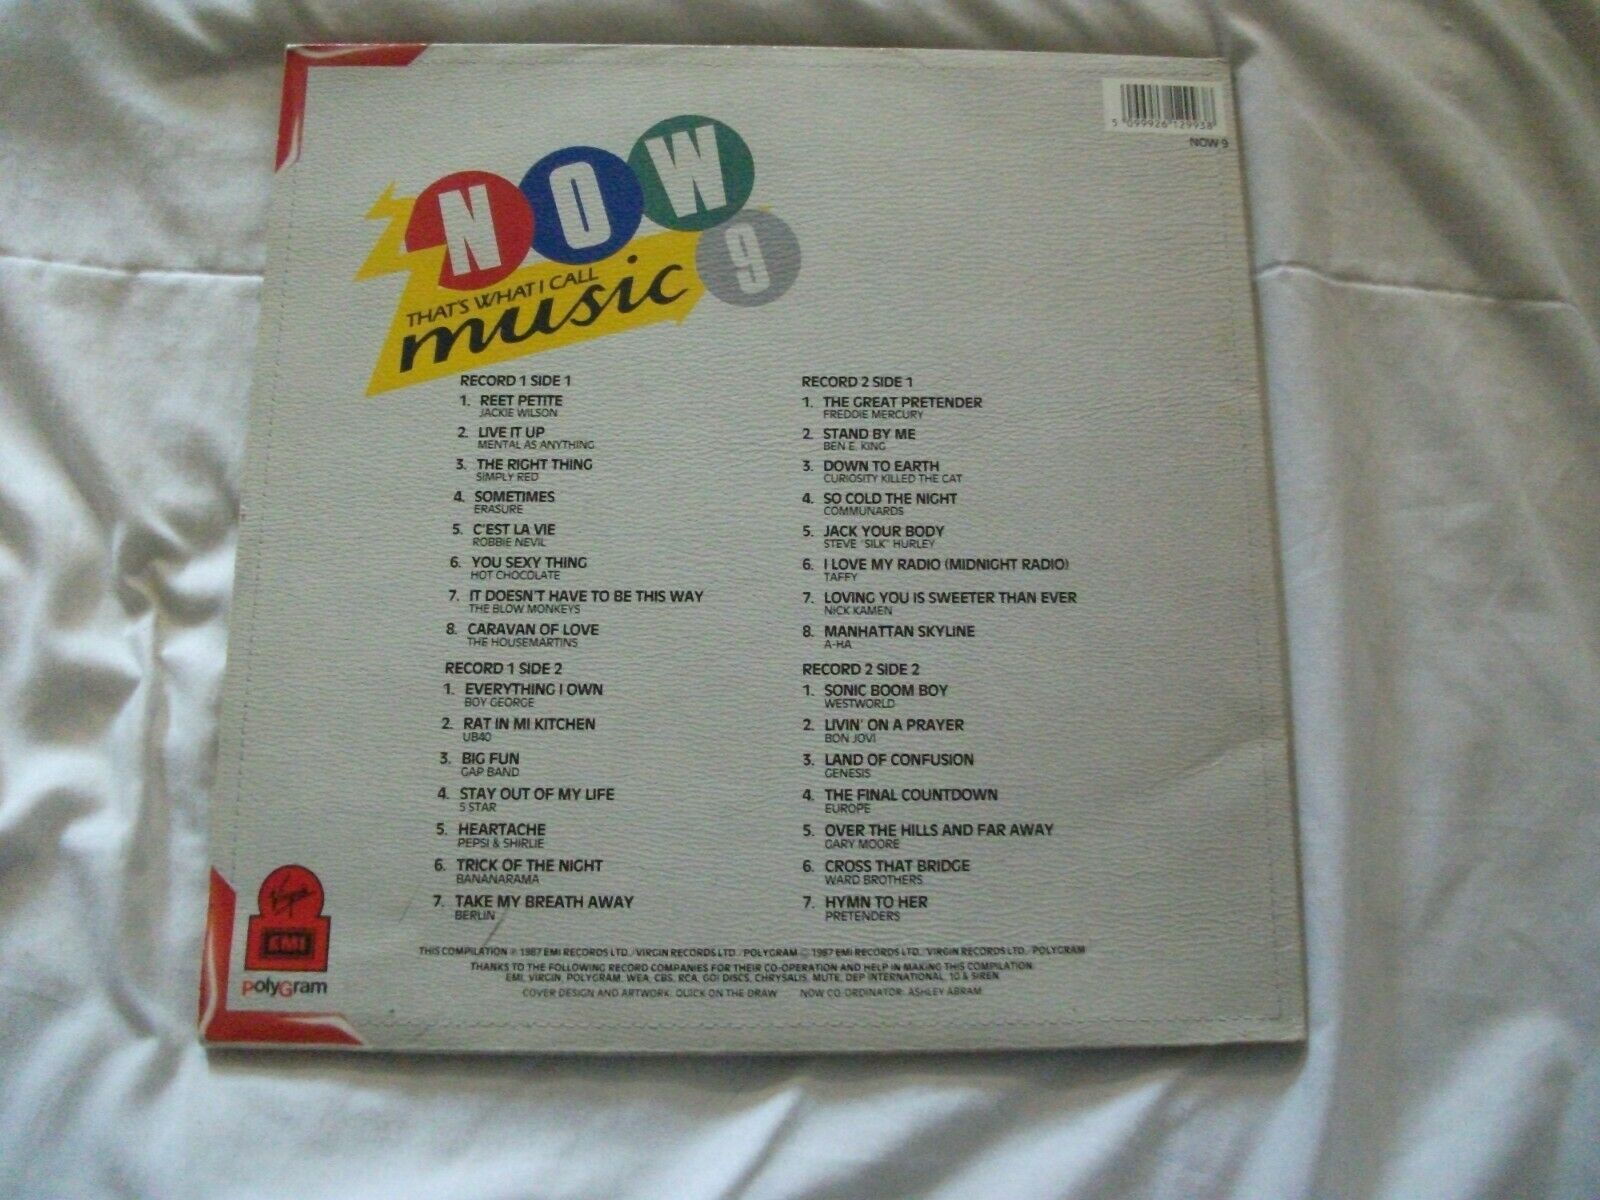 5 099926 129938
NOW 9
NOW 9
THAT'S WHAT I CALL
music
RECORD 1 SIDE 1
1. REET PETITE
JACKIE WILSON
2. LIVE IT UP
MENTAL AS ANYTHING
3. THE RIGHT THING
SIMPLY RED
4. SOMETIMES
ERASURE
5. C'EST LA VIE
ROBBIE NEVIL
6. YOU SEXY THING
HOT CHOCOLATE
7. IT DOESN'T HAVE TO BE THIS WAY
THE BLOW MONKEYS
8. CARAVAN OF LOVE
THE HOUSEMARTINS
RECORD 1 SIDE 2
1. EVERYTHING I OWN
BOY GEORGE
2. RAT IN MI KITCHEN
UB40
3. BIG FUN
GAP BAND
4. STAY OUT OF MY LIFE
5 STAR
5. HEARTACHE
PEPSI & SHIRLIE
6. TRICK OF THE NIGHT
BANANARAMA
7. TAKE MY BREATH AWAY
BERLIN
RECORD 2 SIDE 1
1. THE GREAT PRETENDER
FREDDIE MERCURY
2. STAND BY ME
BEN E. KING
3. DOWN TO EARTH
CURIOSITY KILLED THE CAT
4. SO COLD THE NIGHT
COMMUNARDS
5. JACK YOUR BODY
STEVE 'SILK' HURLEY
6. I LOVE MY RADIO (MIDNIGHT RADIO)
TAFFY
7. LOVING YOU IS SWEETER THAN EVER
NICK KAMEN
8. MANHATTAN SKYLINE
A-HA
RECORD 2 SIDE 2
1. SONIC BOOM BOY
WESTWORLD
2. LIVIN' ON A PRAYER
BON JOVI
3. LAND OF CONFUSION
GENESIS
4. THE FINAL COUNTDOWN
EUROPE
5. OVER THE HILLS AND FAR AWAY
GARY MOORE
6. CROSS THAT BRIDGE
WARD BROTHERS
7. HYMN TO HER
PRETENDERS
Virgin
EMI
PolyGram
THIS COMPILATION ℗ 1987 EMI RECORDS LTD./VIRGIN RECORDS LTD./POLYGRAM © 1987 EMI RECORDS LTD./VIRGIN RECORDS LTD./POLYGRAM
THANKS TO THE FOLLOWING RECORD COMPANIES FOR THEIR CO-OPERATION AND HELP IN MAKING THIS COMPILATION:
EMI, VIRGIN, POLYGRAM, WEA, CBS, RCA, GO! DISCS, CHRYSALIS, MUTE, DEP INTERNATIONAL, 10 & SIREN
COVER DESIGN AND ARTWORK: QUICK ON THE DRAW NOW CO-ORDINATOR: ASHLEY ABRAM